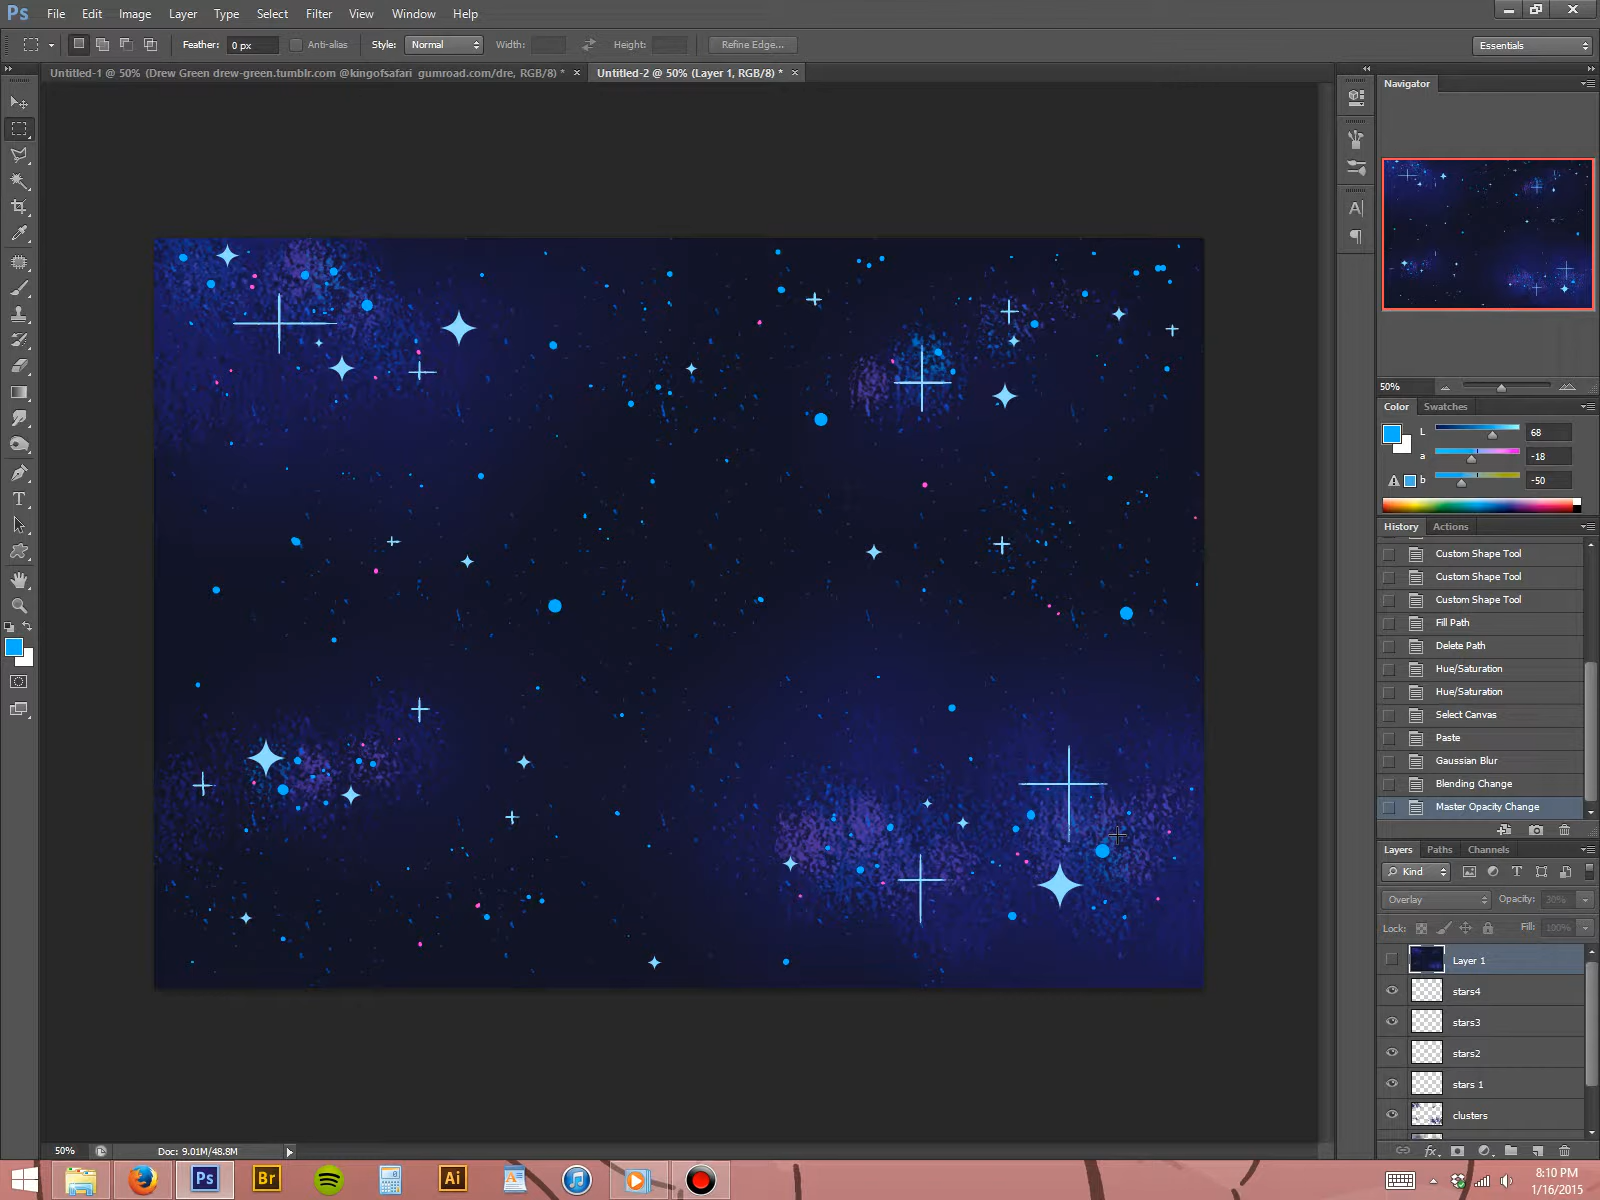 Ps File Edit Image Layer Type Select Filter View Window Help
Feather: 0 px Anti-alias Style: Normal Width: Height: Refine Edge... Essentials
Untitled-1 @ 50% (Drew Green drew-green.tumblr.com @kingofsafari gumroad.com/dre, RGB/8) * × Untitled-2 @ 50% (Layer 1, RGB/8) * ×
Navigator
50%
Color Swatches
L 68
a -18
b -50
History Actions
Custom Shape Tool
Custom Shape Tool
Custom Shape Tool
Fill Path
Delete Path
Hue/Saturation
Hue/Saturation
Select Canvas
Paste
Gaussian Blur
Blending Change
Master Opacity Change
Layers Paths Channels
Kind
Overlay Opacity: 30%
Lock: Fill: 100%
Layer 1
stars4
stars3
stars2
stars 1
clusters
fx
50% Doc: 9.01M/48.8M
Ps Br Ai
8:10 PM
1/16/2015